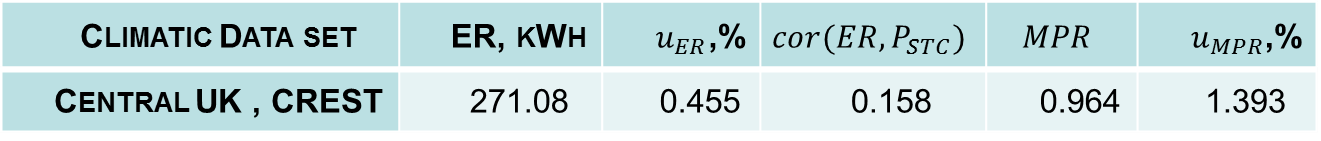 CLIMATIC DATA SET ER, KWH u_ER,% cor(ER, P_STC) MPR u_MPR,%
CENTRAL UK , CREST 271.08 0.455 0.158 0.964 1.393